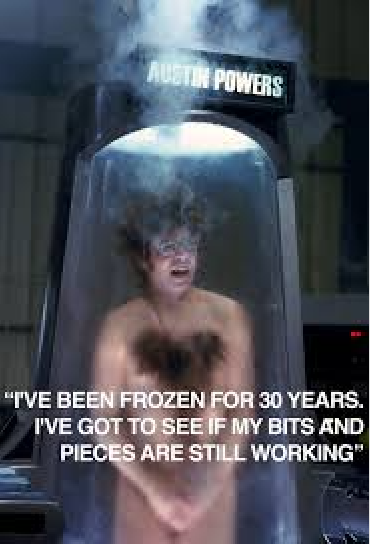 AUSTIN POWERS
“I'VE BEEN FROZEN FOR 30 YEARS.
I'VE GOT TO SEE IF MY BITS AND
PIECES ARE STILL WORKING”